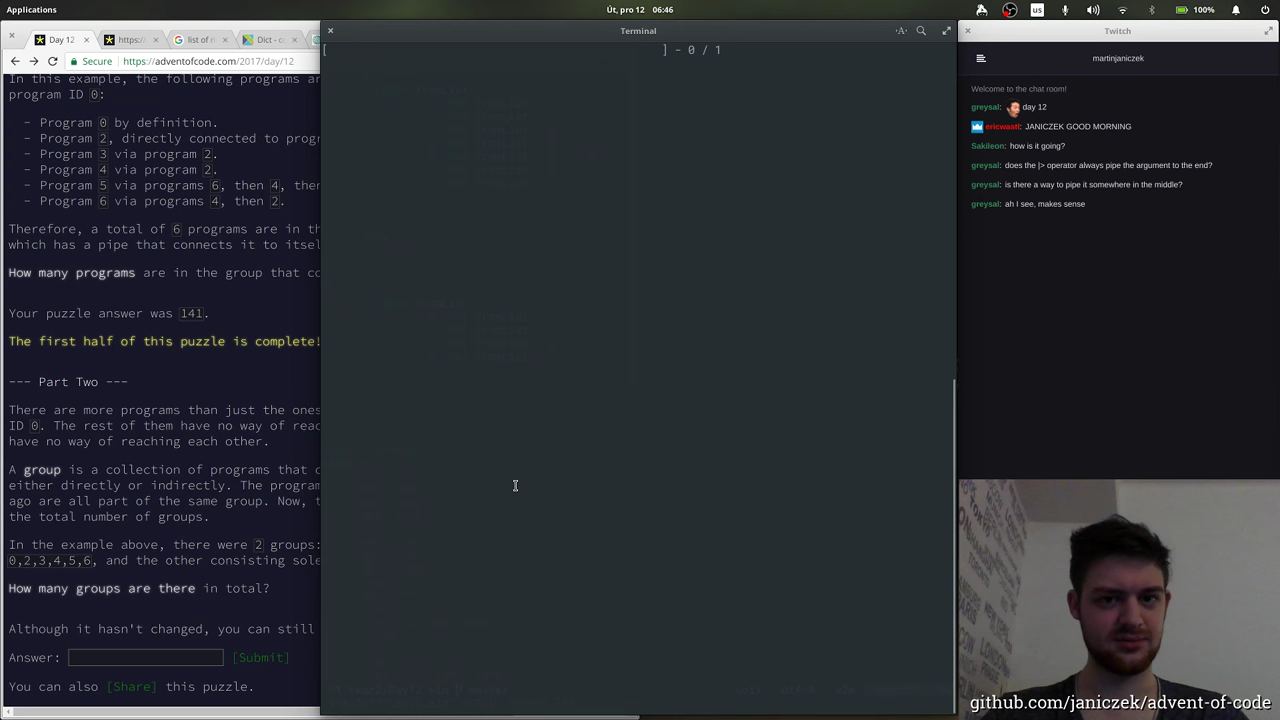 Applications
Út, pro 12 06:46
us
100%
Day 12
https:/
list of ri
Dict - o
Secure
https://adventofcode.com/2017/day/12
In this example, the following programs ar
program ID 0:
- Program 0 by definition.
- Program 2, directly connected to progr
- Program 3 via program 2.
- Program 4 via program 2.
- Program 5 via programs 6, then 4, ther
- Program 6 via programs 4, then 2.
Therefore, a total of 6 programs are in th
which has a pipe that connects it to itsel
How many programs are in the group that co
Your puzzle answer was 141.
The first half of this puzzle is complete!
--- Part Two ---
There are more programs than just the ones
ID 0. The rest of them have no way of reac
have no way of reaching each other.
A group is a collection of programs that c
either directly or indirectly. The program
ago are all part of the same group. Now, t
the total number of groups.
In the example above, there were 2 groups:
0,2,3,4,5,6, and the other consisting sole
How many groups are there in total?
Although it hasn't changed, you can still
Answer:
[Submit]
You can also [Share] this puzzle.
Terminal
[ ] - 0 / 1
Twitch
martinjaniczek
Welcome to the chat room!
greysal: day 12
ericwastl: JANICZEK GOOD MORNING
Sakileon: how is it going?
greysal: does the |> operator always pipe the argument to the end?
greysal: is there a way to pipe it somewhere in the middle?
greysal: ah I see, makes sense
github.com/janiczek/advent-of-code